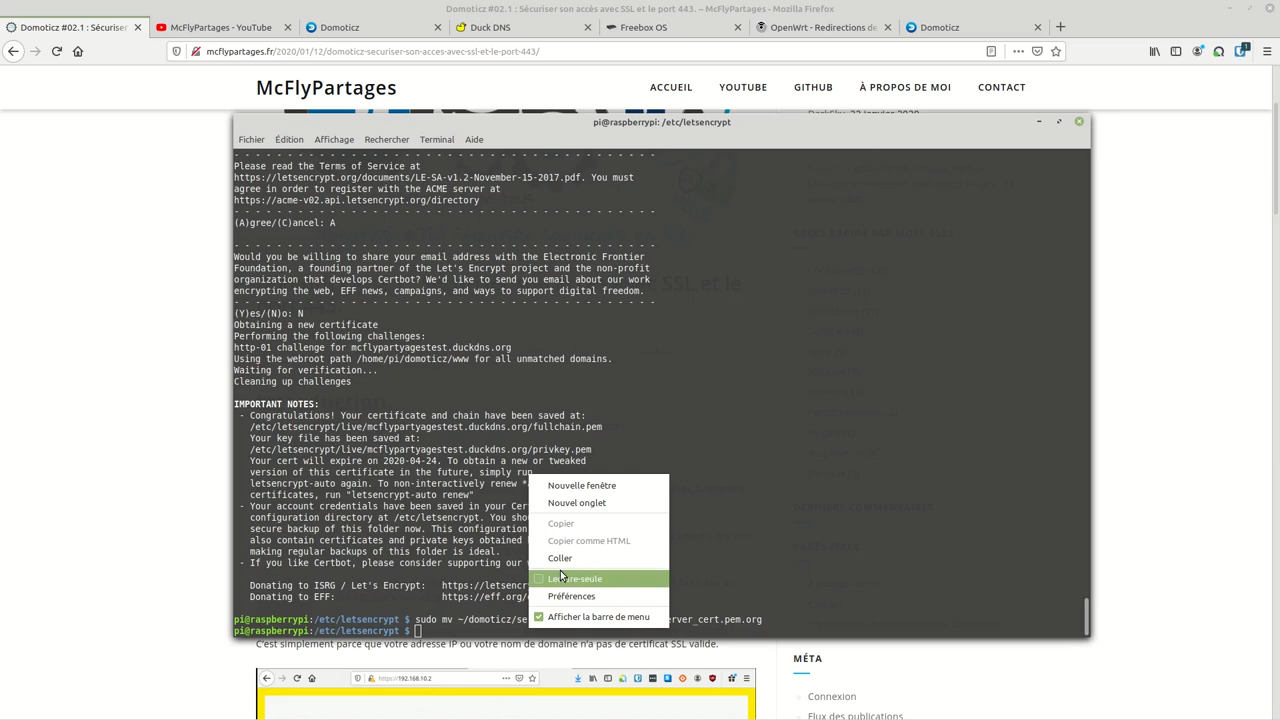 Domoticz #02.1 : Sécuriser son accès avec SSL et le port 443. – McFlyPartages - Mozilla Firefox
Domoticz #02.1 : Sécuriser
McFlyPartages - YouTube
Domoticz
Duck DNS
Freebox OS
OpenWrt - Redirections de
Domoticz
mcflypartages.fr/2020/01/12/domoticz-securiser-son-acces-avec-ssl-et-le-port-443/
McFlyPartages
ACCUEIL
YOUTUBE
GITHUB
À PROPOS DE MOI
CONTACT
pi@raspberrypi: /etc/letsencrypt
Fichier Édition Affichage Rechercher Terminal Aide
Please read the Terms of Service at
https://letsencrypt.org/documents/LE-SA-v1.2-November-15-2017.pdf. You must
agree in order to register with the ACME server at
https://acme-v02.api.letsencrypt.org/directory
- - - - - - - - - - - - - - - - - - - - - - - - - - - - - - - - - - - - - - - -
(A)gree/(C)ancel: A
- - - - - - - - - - - - - - - - - - - - - - - - - - - - - - - - - - - - - - - -
Would you be willing to share your email address with the Electronic Frontier
Foundation, a founding partner of the Let's Encrypt project and the non-profit
organization that develops Certbot? We'd like to send you email about our work
encrypting the web, EFF news, campaigns, and ways to support digital freedom.
- - - - - - - - - - - - - - - - - - - - - - - - - - - - - - - - - - - - - - - -
(Y)es/(N)o: N
Obtaining a new certificate
Performing the following challenges:
http-01 challenge for mcflypartyagestest.duckdns.org
Using the webroot path /home/pi/domoticz/www for all unmatched domains.
Waiting for verification...
Cleaning up challenges
IMPORTANT NOTES:
- Congratulations! Your certificate and chain have been saved at:
/etc/letsencrypt/live/mcflypartyagestest.duckdns.org/fullchain.pem
Your key file has been saved at:
/etc/letsencrypt/live/mcflypartyagestest.duckdns.org/privkey.pem
Your cert will expire on 2020-04-24. To obtain a new or tweaked
version of this certificate in the future, simply run
letsencrypt-auto again. To non-interactively renew *
certificates, run "letsencrypt-auto renew"
- Your account credentials have been saved in your Cer
configuration directory at /etc/letsencrypt. You sho
secure backup of this folder now. This configuration
also contain certificates and private keys obtained
making regular backups of this folder is ideal.
- If you like Certbot, please consider supporting our
Donating to ISRG / Let's Encrypt: https://letsenc
Donating to EFF: https://eff.or
pi@raspberrypi:/etc/letsencrypt $ sudo mv ~/domoticz/se erver_cert.pem.org
pi@raspberrypi:/etc/letsencrypt $
Nouvelle fenêtre
Nouvel onglet
Copier
Copier comme HTML
Coller
Lecture-seule
Préférences
Afficher la barre de menu
C'est simplement parce que votre adresse IP ou votre nom de domaine n'a pas de certificat SSL valide.
https://192.168.10.2
MÉTA
Connexion
Flux des publications